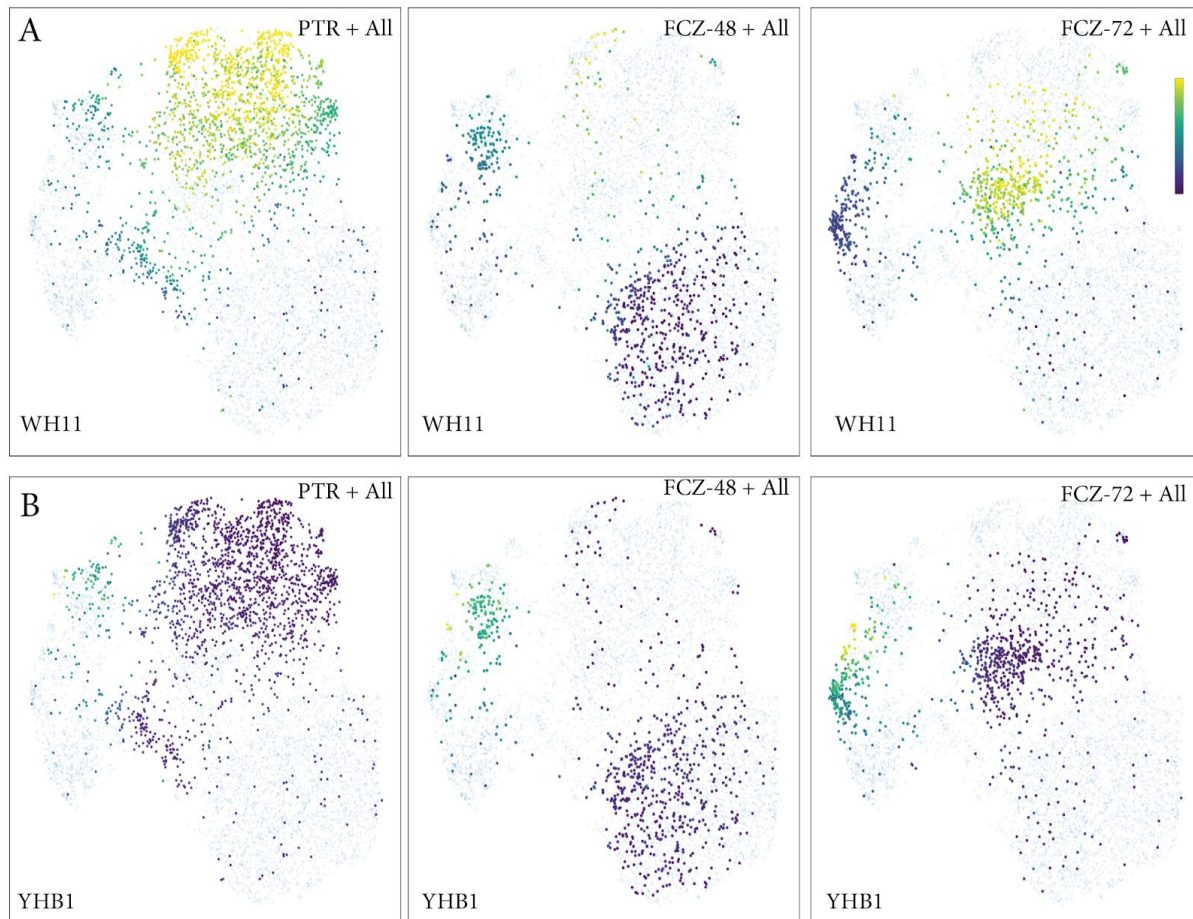 A
PTR + All
FCZ-48 + All
FCZ-72 + All
WH11
WH11
WH11
B
PTR + All
FCZ-48 + All
FCZ-72 + All
YHB1
YHB1
YHB1